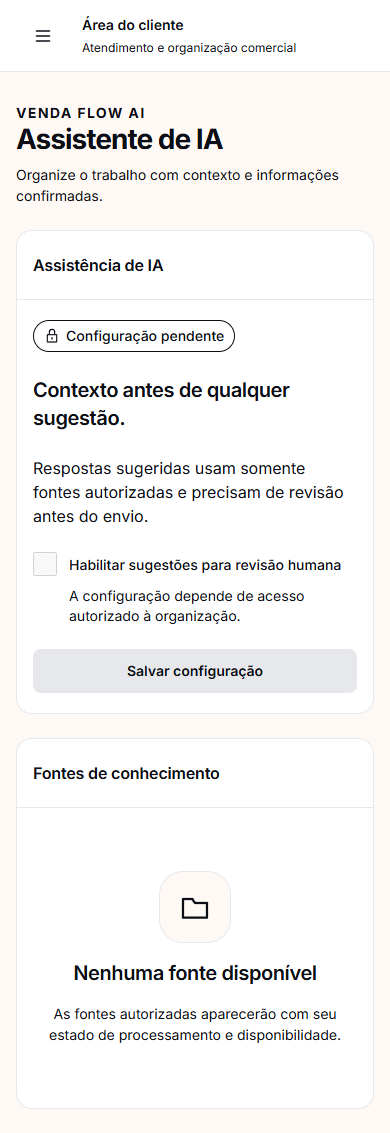 Área do cliente
Atendimento e organização comercial
VENDA FLOW AI
Assistente de IA
Organize o trabalho com contexto e informações
confirmadas.
Assistência de IA
Configuração pendente
Contexto antes de qualquer
sugestão.
Respostas sugeridas usam somente
fontes autorizadas e precisam de revisão
antes do envio.
Habilitar sugestões para revisão humana
A configuração depende de acesso
autorizado à organização.
Salvar configuração
Fontes de conhecimento
Nenhuma fonte disponível
As fontes autorizadas aparecerão com seu
estado de processamento e disponibilidade.